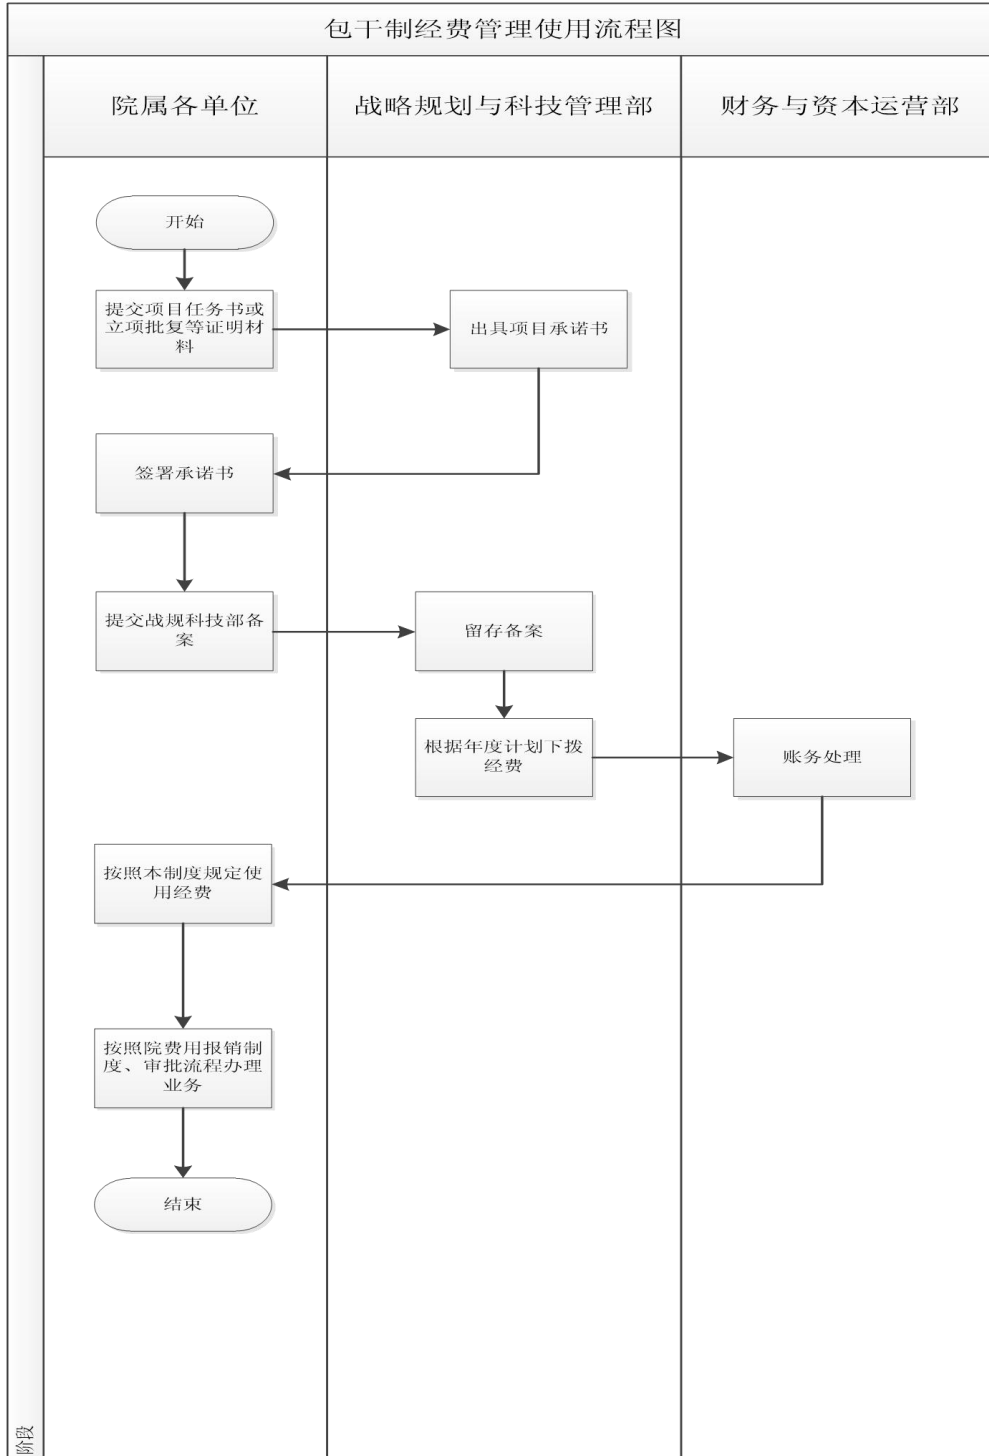 包干制经费管理使用流程图
院属各单位
战略规划与科技管理部
财务与资本运营部
开始
提交项目任务书或
立项批复等证明材
料
出具项目承诺书
签署承诺书
提交战规科技部备
案
留存备案
根据年度计划下拨
经费
账务处理
按照本制度规定使
用经费
按照院费用报销制
度、审批流程办理
业务
结束
阶段